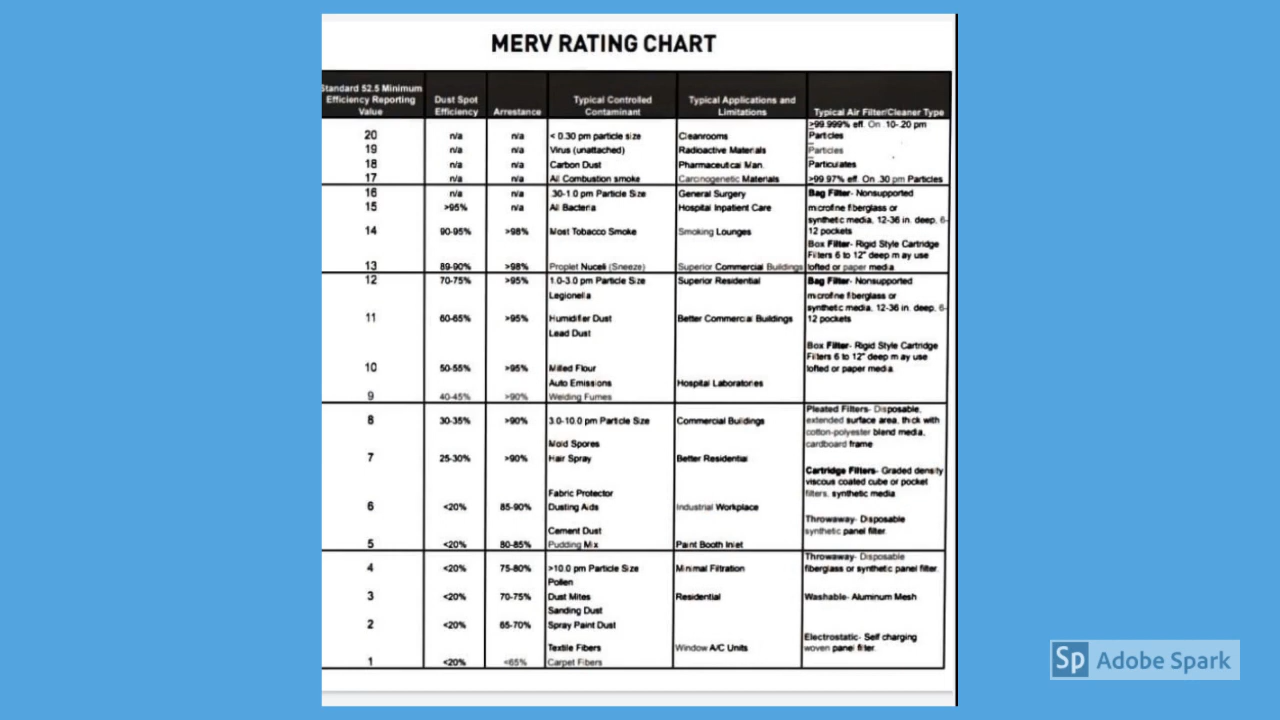 MERV RATING CHART
Standard 52.5 Minimum
Efficiency Reporting
Value
Dust Spot
Efficiency
Arrestance
Typical Controlled
Contaminant
Typical Applications and
Limitations
Typical Air Filter/Cleaner Type
>99.999% eff. On .10-.20 pm
20 n/a n/a < 0.30 pm particle size Cleanrooms Particles
19 n/a n/a Virus (unattached) Radioactive Materials Particles
18 n/a n/a Carbon Dust Pharmaceutical Man. Particulates
17 n/a n/a All Combustion smoke Carcinogenetic Materials >99.97% eff. On .30 pm Particles
16 n/a n/a .30-1.0 pm Particle Size General Surgery Bag Filter- Nonsupported
15 >95% n/a All Bacteria Hospital Inpatient Care microfine fiberglass or
synthetic media, 12-36 in. deep, 6-
14 90-95% >98% Most Tobacco Smoke Smoking Lounges 12 pockets
Box Filter- Rigid Style Cartridge
Filters 6 to 12" deep m ay use
13 89-90% >98% Proplet Nuceli (Sneeze) Superior Commercial Buildings lofted or paper media
12 70-75% >95% 1.0-3.0 pm Particle Size Superior Residential Bag Filter- Nonsupported
Legionella microfine fiberglass or
synthetic media, 12-36 in. deep, 6-
11 60-65% >95% Humidifier Dust Better Commercial Buildings 12 pockets
Lead Dust
Box Filter- Rigid Style Cartridge
Filters 6 to 12" deep m ay use
10 50-55% >95% Milled Flour lofted or paper media
Auto Emissions Hospital Laboratories
9 40-45% >90% Welding Fumes
Pleated Filters- Disposable,
8 30-35% >90% 3.0-10.0 pm Particle Size Commercial Buildings extended surface area, thick with
cotton-polyester blend media,
Mold Spores cardboard frame
7 25-30% >90% Hair Spray Better Residential
Cartridge Filters- Graded density
viscous coated cube or pocket
Fabric Protector filters, synthetic media
6 <20% 85-90% Dusting Aids Industrial Workplace
Throwaway- Disposable
Cement Dust synthetic panel filter.
5 <20% 80-85% Pudding Mix Paint Booth Inlet
Throwaway- Disposable
4 <20% 75-80% >10.0 pm Particle Size Minimal Filtration fiberglass or synthetic panel filter.
Pollen
3 <20% 70-75% Dust Mites Residential Washable- Aluminum Mesh
Sanding Dust
2 <20% 65-70% Spray Paint Dust
Electrostatic- Self charging
Textile Fibers Window A/C Units woven panel filter.
1 <20% <65% Carpet Fibers
Sp Adobe Spark